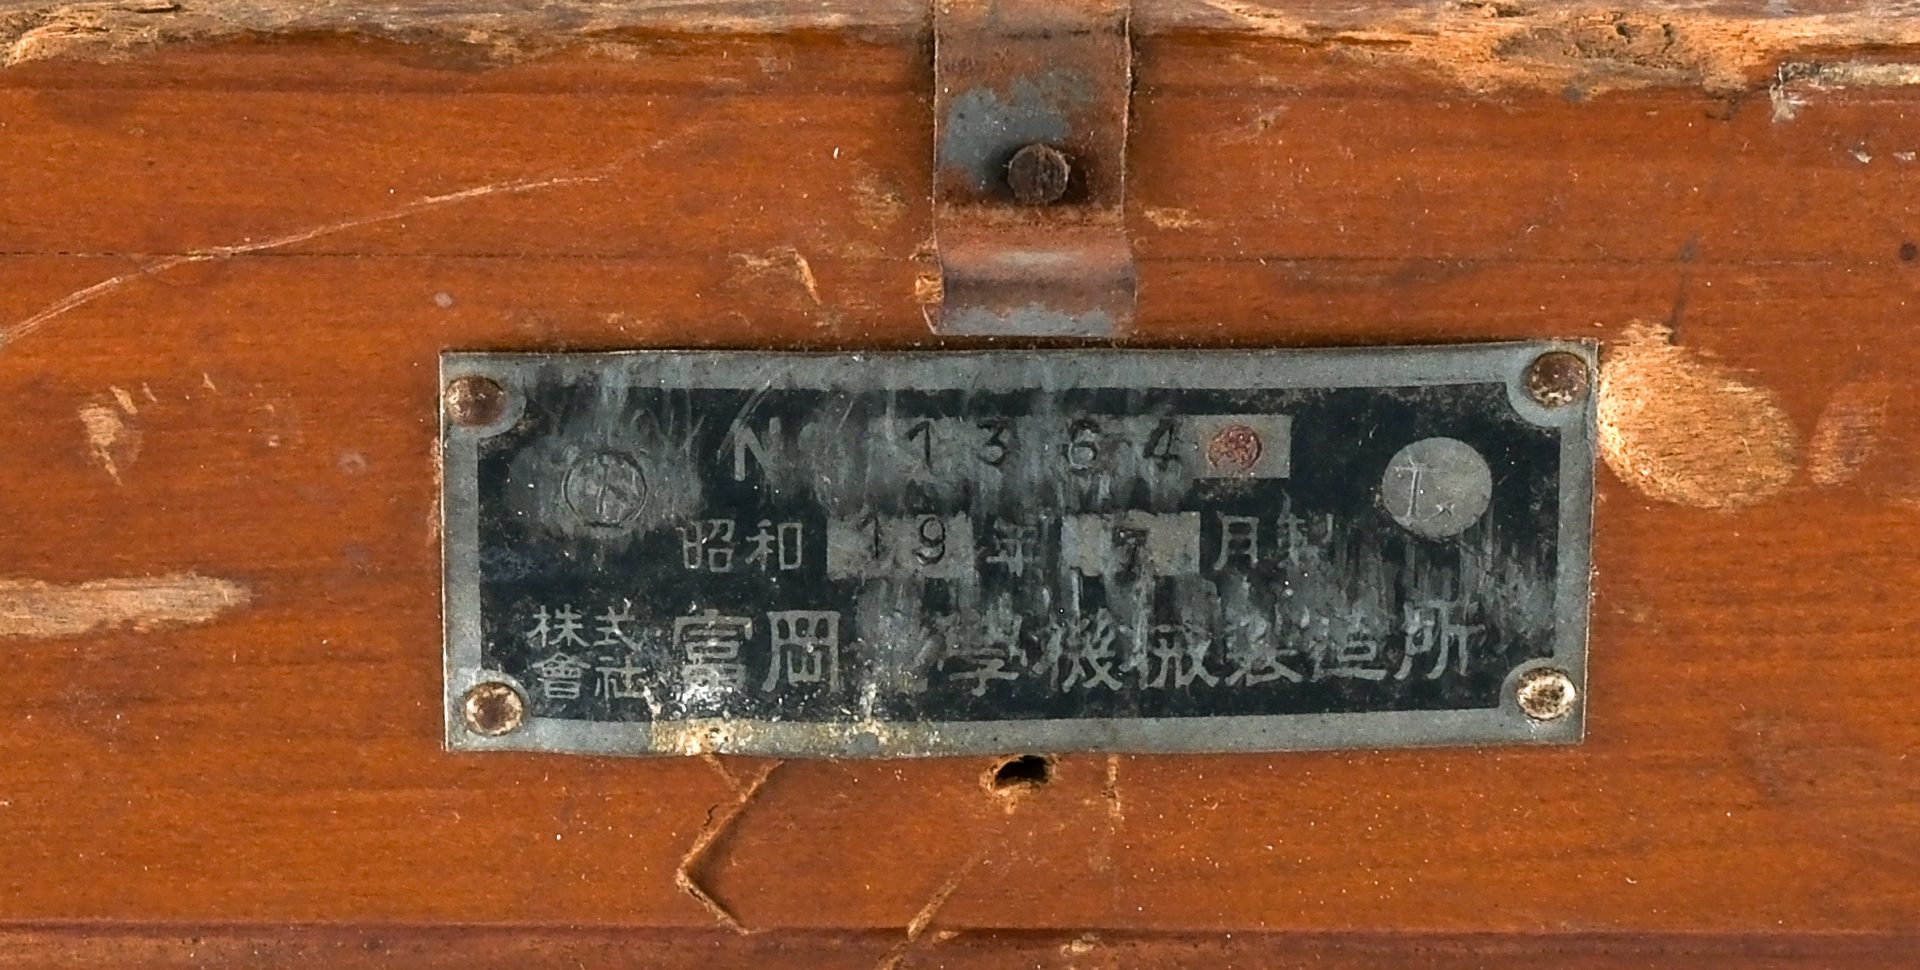 N 1364
昭和 19 年 7 月製
株式會社 富岡光學機械製造所